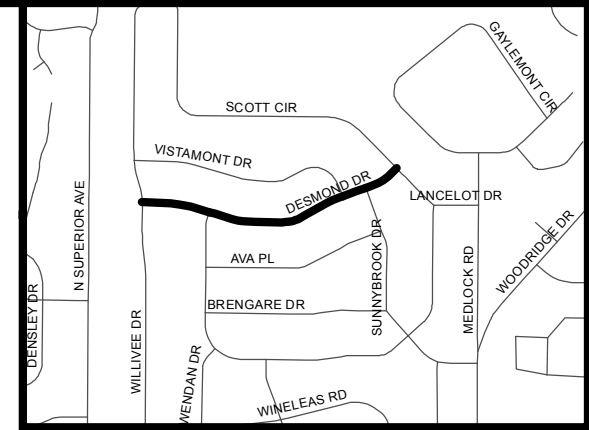 GAYLEMONT CIR
SCOTT CIR
VISTAMONT DR
DESMOND DR
LANCELOT DR
N SUPERIOR AVE
WOODRIDGE DR
SUNNYBROOK DR
MEDLOCK RD
AVA PL
DENSLEY DR
BRENGARE DR
WILLIVEE DR
WENDAN DR
WINELEAS RD